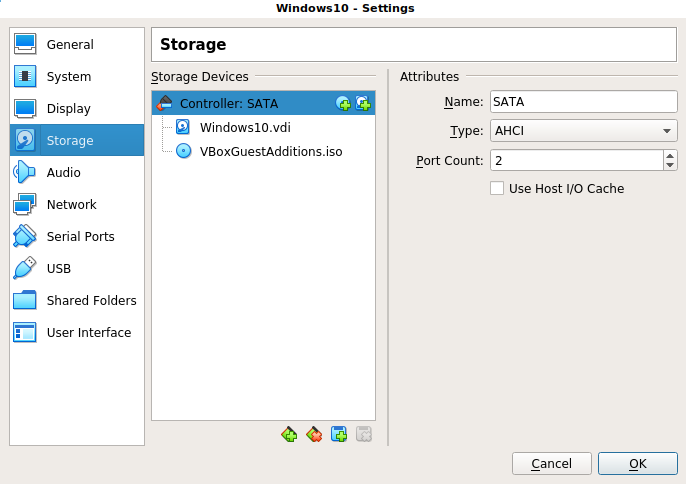 Windows10 - Settings
General
System
Display
Storage
Audio
Network
Serial Ports
USB
Shared Folders
User Interface
Storage
Storage Devices
Controller: SATA
Windows10.vdi
VBoxGuestAdditions.iso
Attributes
Name: SATA
Type: AHCI
Port Count: 2
Use Host I/O Cache
Cancel
OK